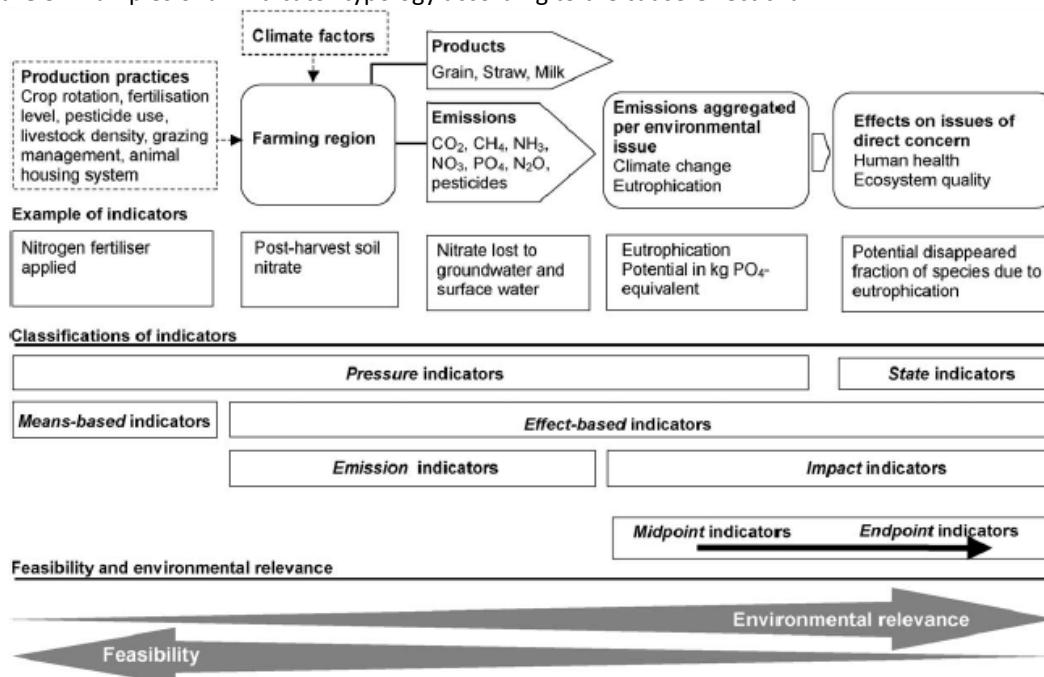 Climate factors
Products
Grain, Straw, Milk
Production practices
Crop rotation, fertilisation
level, pesticide use,
livestock density, grazing
management, animal
housing system
Farming region
Emissions
CO₂, CH₄, NH₃,
NO₃, PO₄, N₂O,
pesticides
Emissions aggregated
per environmental
issue
Climate change
Eutrophication
Effects on issues of
direct concern
Human health
Ecosystem quality
Example of indicators
Nitrogen fertiliser
applied
Post-harvest soil
nitrate
Nitrate lost to
groundwater and
surface water
Eutrophication
Potential in kg PO₄-
equivalent
Potential disappeared
fraction of species due to
eutrophication
Classifications of indicators
Pressure indicators
State indicators
Means-based indicators
Effect-based indicators
Emission indicators
Impact indicators
Midpoint indicators
Endpoint indicators
Feasibility and environmental relevance
Environmental relevance
Feasibility